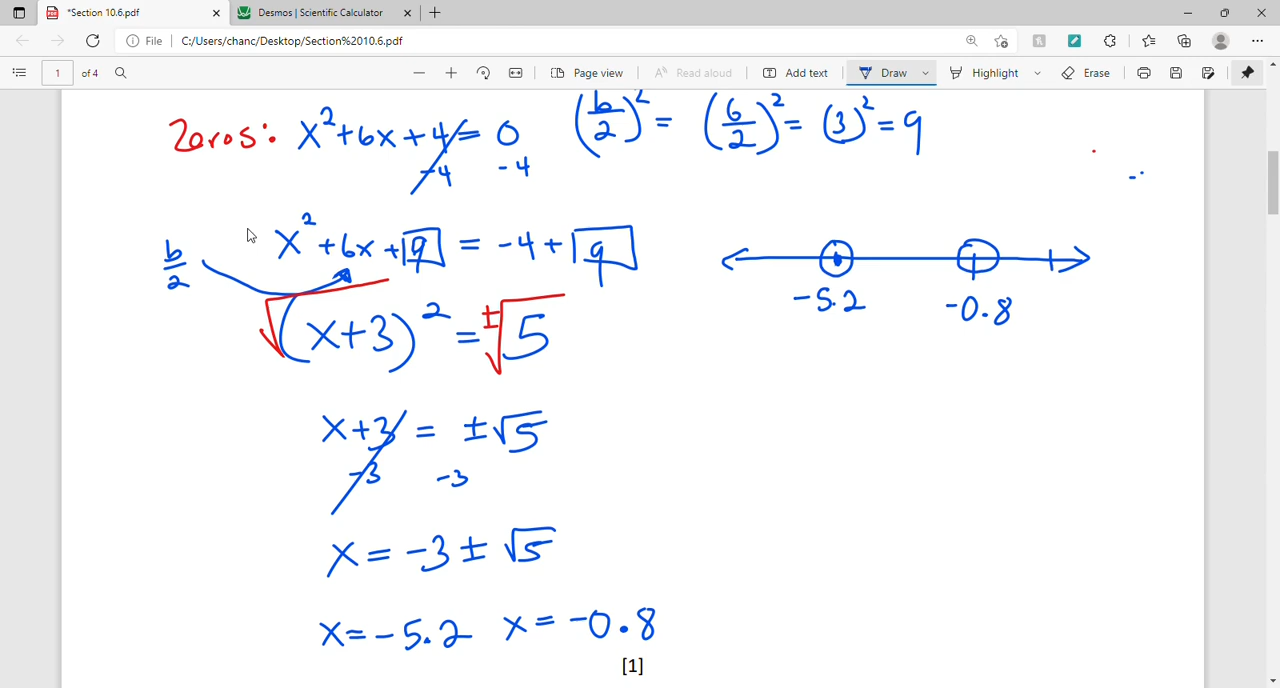 *Section 10.6.pdf
Desmos | Scientific Calculator
File | C:/Users/chanc/Desktop/Section%2010.6.pdf
1 of 4
Page view
Read aloud
Add text
Draw
Highlight
Erase
Zeros: x² + 6x + 4 = 0 (b/2)² = (6/2)² = (3)² = 9
-4 -4
x² + 6x + 9 = -4 + 9
b/2
-5.2 -0.8
√(x+3)² = ±√5
x+3 = ±√5
-3 -3
x = -3 ± √5
x = -5.2 x = -0.8
[1]